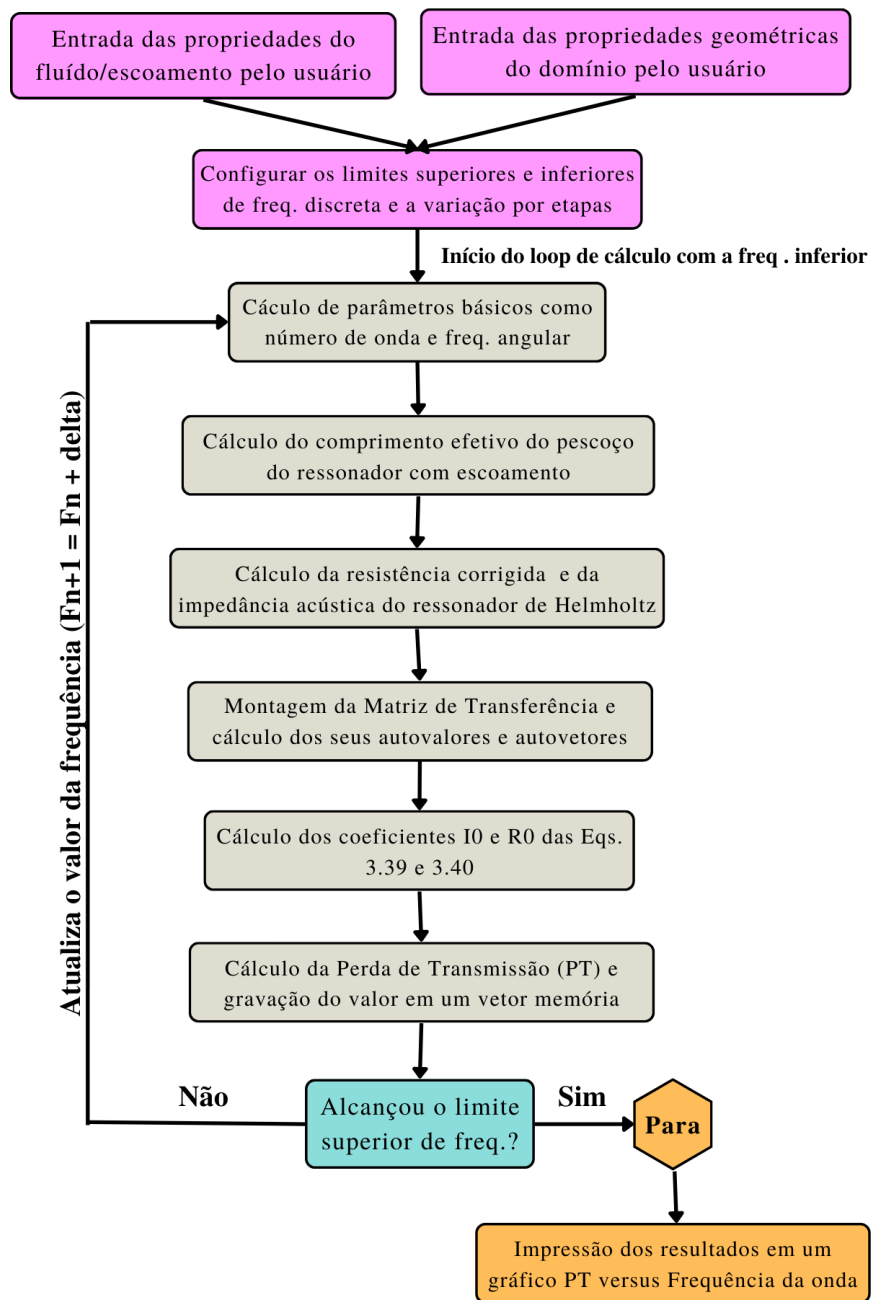 Entrada das propriedades do
fluído/escoamento pelo usuário
Entrada das propriedades geométricas
do domínio pelo usuário
Configurar os limites superiores e inferiores
de freq. discreta e a variação por etapas
Início do loop de cálculo com a freq . inferior
Cáculo de parâmetros básicos como
número de onda e freq. angular
Cálculo do comprimento efetivo do pescoço
do ressonador com escoamento
Cálculo da resistência corrigida e da
impedância acústica do ressonador de Helmholtz
Montagem da Matriz de Transferência e
cálculo dos seus autovalores e autovetores
Cálculo dos coeficientes I0 e R0 das Eqs.
3.39 e 3.40
Cálculo da Perda de Transmissão (PT) e
gravação do valor em um vetor memória
Atualiza o valor da frequência (Fn+1 = Fn + delta)
Não
Alcançou o limite
superior de freq.?
Sim
Para
Impressão dos resultados em um
gráfico PT versus Frequência da onda